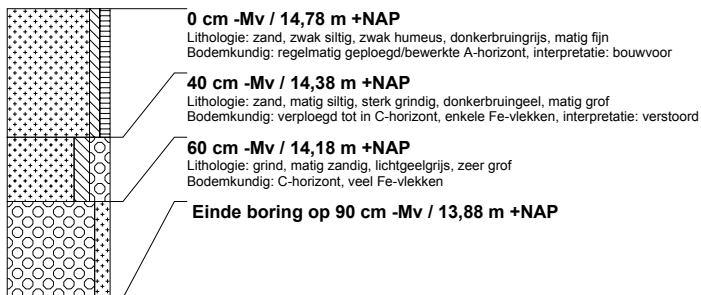 0 cm -Mv / 14,78 m +NAP
Lithologie: zand, zwak siltig, zwak humeus, donkerbruingrijs, matig fijn
Bodemkundig: regelmatig geploegd/bewerkte A-horizont, interpretatie: bouwvoor
40 cm -Mv / 14,38 m +NAP
Lithologie: zand, matig siltig, sterk grindig, donkerbruingeel, matig grof
Bodemkundig: verploegd tot in C-horizont, enkele Fe-vlekken, interpretatie: verstoord
60 cm -Mv / 14,18 m +NAP
Lithologie: grind, matig zandig, lichtgeelgrijs, zeer grof
Bodemkundig: C-horizont, veel Fe-vlekken
Einde boring op 90 cm -Mv / 13,88 m +NAP